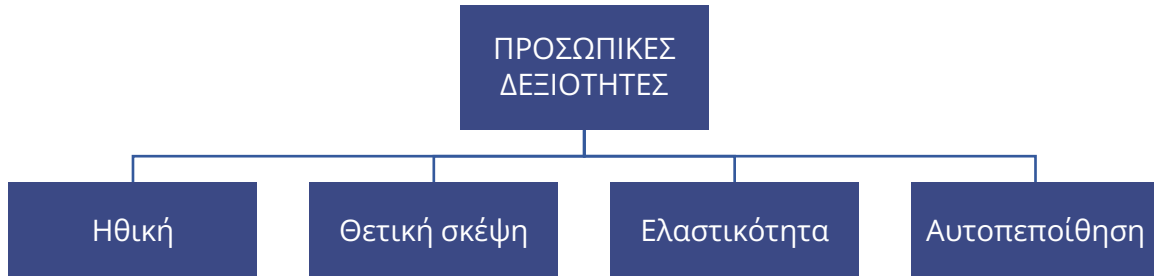 ΠΡΟΣΩΠΙΚΕΣ
ΔΕΞΙΟΤΗΤΕΣ
Ηθική
Θετική σκέψη
Ελαστικότητα
Αυτοπεποίθηση